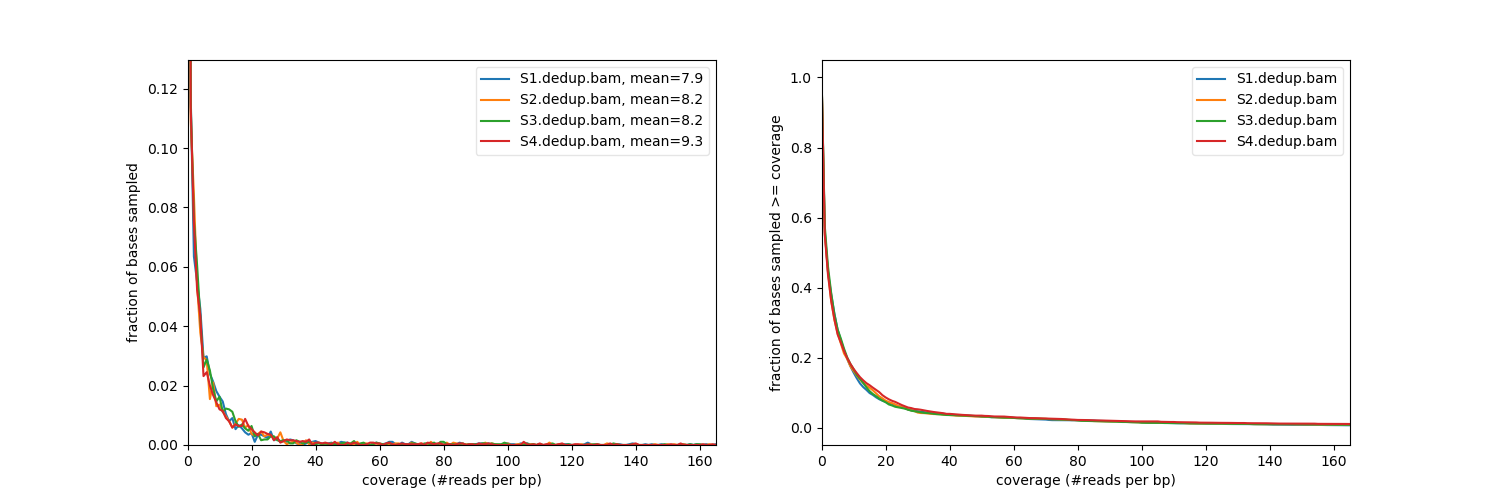 fraction of bases sampled
0.12
0.10
0.08
0.06
0.04
0.02
0.00
0 20 40 60 80 100 120 140 160
coverage (#reads per bp)
S1.dedup.bam, mean=7.9
S2.dedup.bam, mean=8.2
S3.dedup.bam, mean=8.2
S4.dedup.bam, mean=9.3
fraction of bases sampled >= coverage
1.0
0.8
0.6
0.4
0.2
0.0
0 20 40 60 80 100 120 140 160
coverage (#reads per bp)
S1.dedup.bam
S2.dedup.bam
S3.dedup.bam
S4.dedup.bam